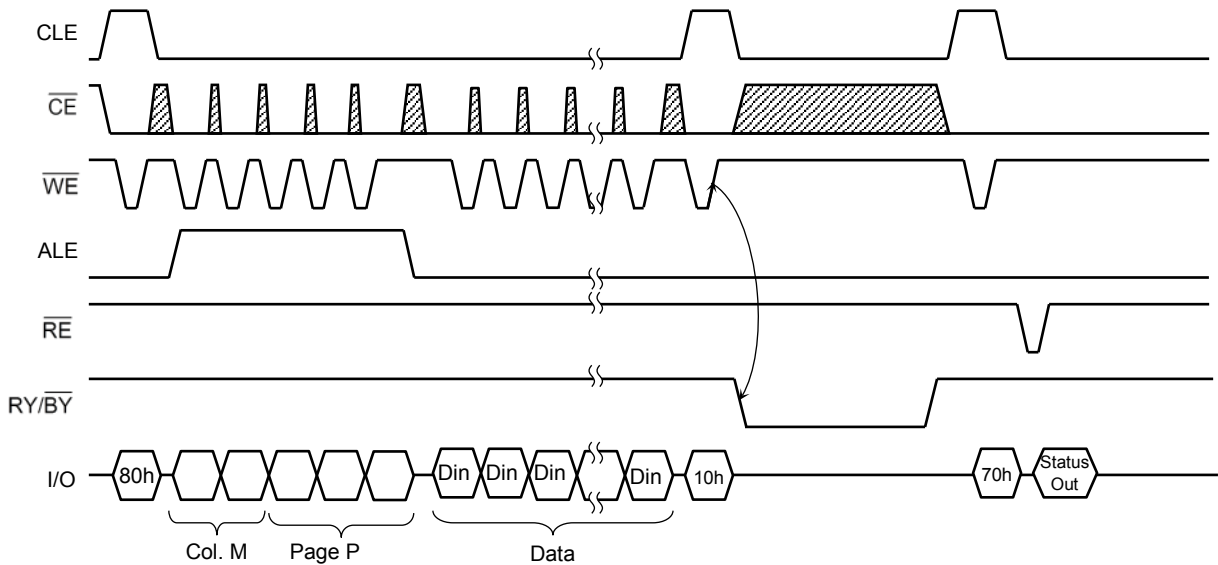 CLE
CE
WE
ALE
RE
RY/BY
I/O 80h Din Din Din Din 10h 70h Status Out
Col. M Page P Data